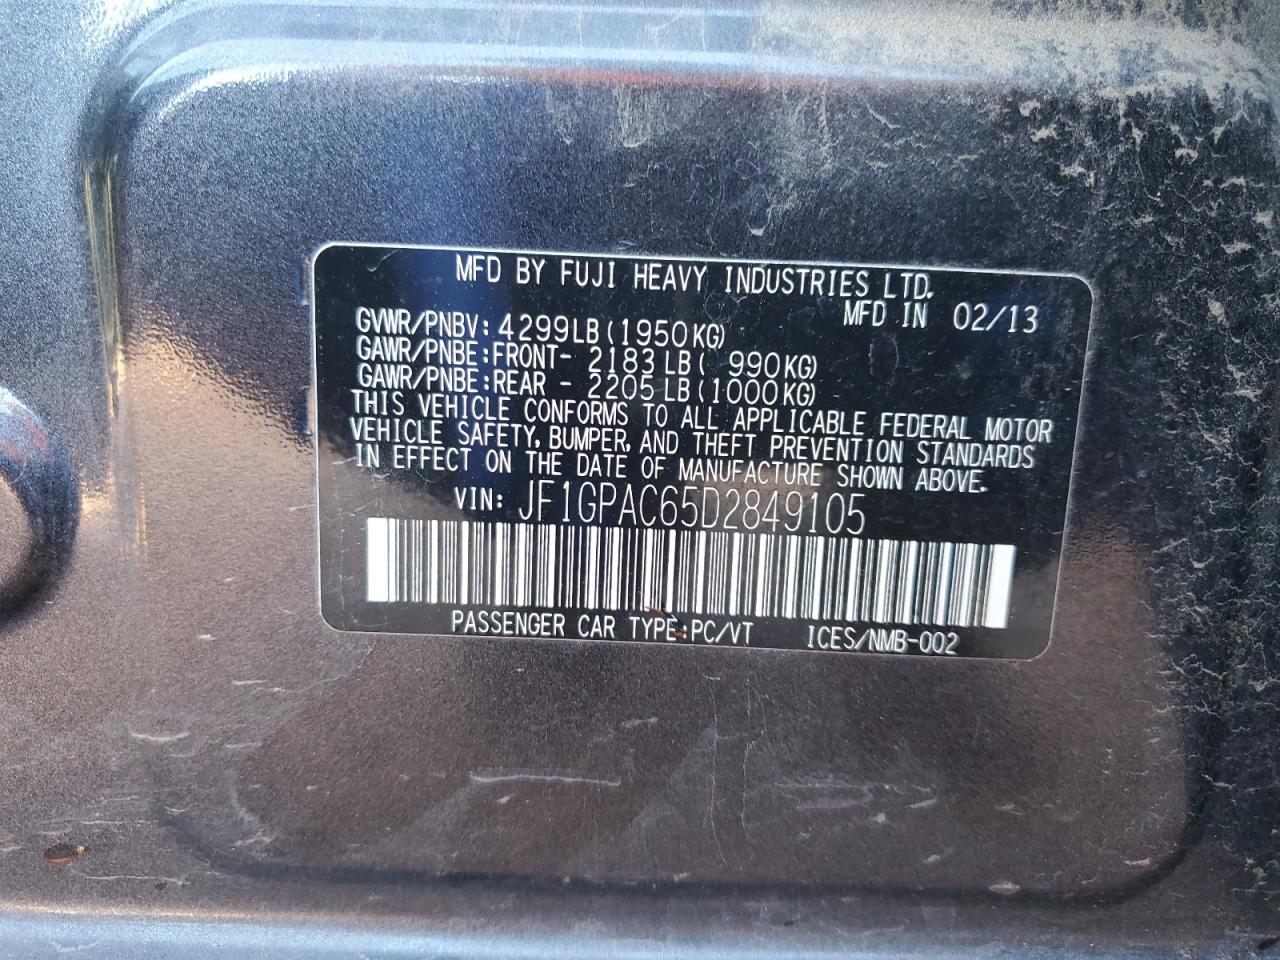 MFD BY FUJI HEAVY INDUSTRIES LTD.
MFD IN 02/13
GVWR/PNBV: 4299LB (1950KG)
GAWR/PNBE: FRONT- 2183 LB ( 990KG)
GAWR/PNBE: REAR - 2205 LB (1000KG)
THIS VEHICLE CONFORMS TO ALL APPLICABLE FEDERAL MOTOR
VEHICLE SAFETY, BUMPER, AND THEFT PREVENTION STANDARDS
IN EFFECT ON THE DATE OF MANUFACTURE SHOWN ABOVE.
VIN: JF1GPAC65D2849105
PASSENGER CAR TYPE: PC/VT ICES/NMB-002